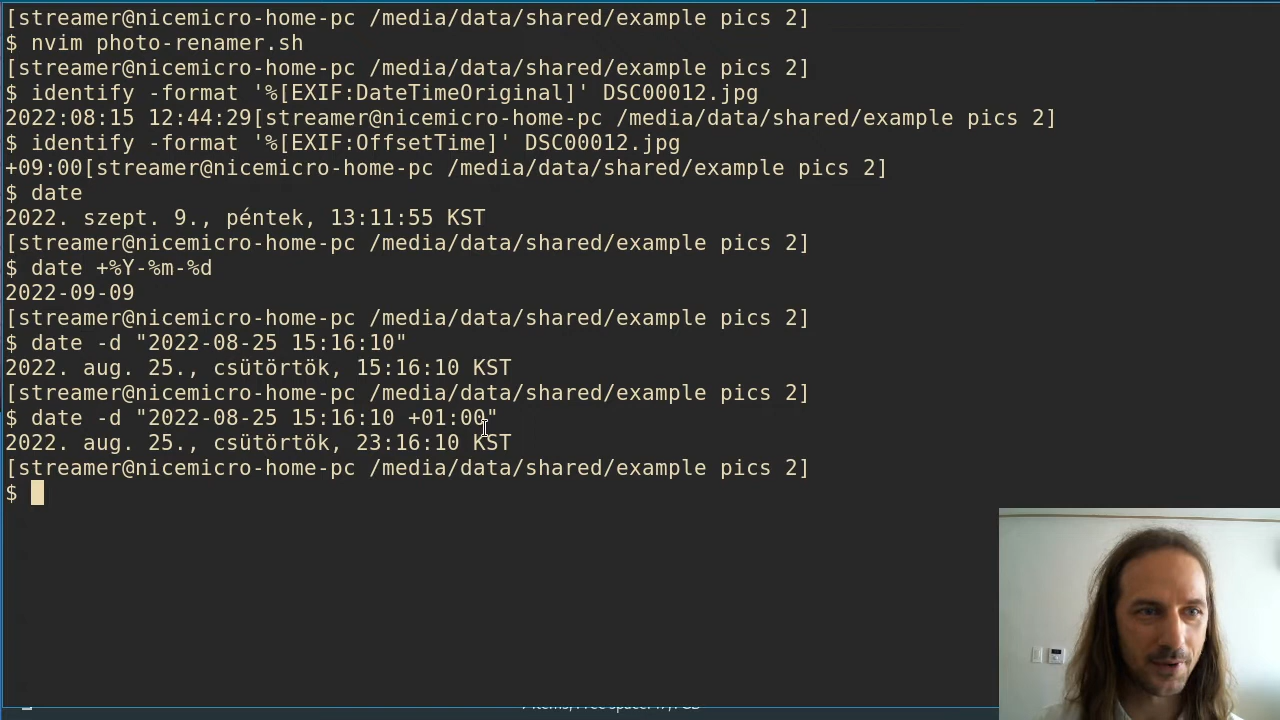 [streamer@nicemicro-home-pc /media/data/shared/example pics 2]
$ nvim photo-renamer.sh
[streamer@nicemicro-home-pc /media/data/shared/example pics 2]
$ identify -format '%[EXIF:DateTimeOriginal]' DSC00012.jpg
2022:08:15 12:44:29[streamer@nicemicro-home-pc /media/data/shared/example pics 2]
$ identify -format '%[EXIF:OffsetTime]' DSC00012.jpg
+09:00[streamer@nicemicro-home-pc /media/data/shared/example pics 2]
$ date
2022. szept. 9., péntek, 13:11:55 KST
[streamer@nicemicro-home-pc /media/data/shared/example pics 2]
$ date +%Y-%m-%d
2022-09-09
[streamer@nicemicro-home-pc /media/data/shared/example pics 2]
$ date -d "2022-08-25 15:16:10"
2022. aug. 25., csütörtök, 15:16:10 KST
[streamer@nicemicro-home-pc /media/data/shared/example pics 2]
$ date -d "2022-08-25 15:16:10 +01:00"
2022. aug. 25., csütörtök, 23:16:10 KST
[streamer@nicemicro-home-pc /media/data/shared/example pics 2]
$